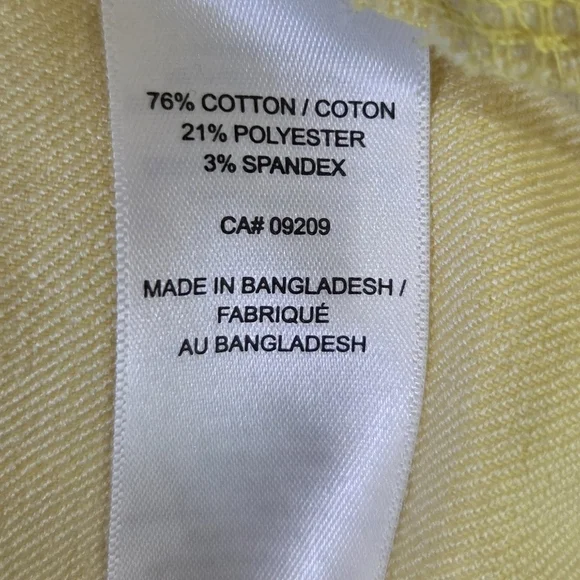 76% COTTON / COTON
21% POLYESTER
3% SPANDEX
CA# 09209
MADE IN BANGLADESH /
FABRIQUÉ
AU BANGLADESH